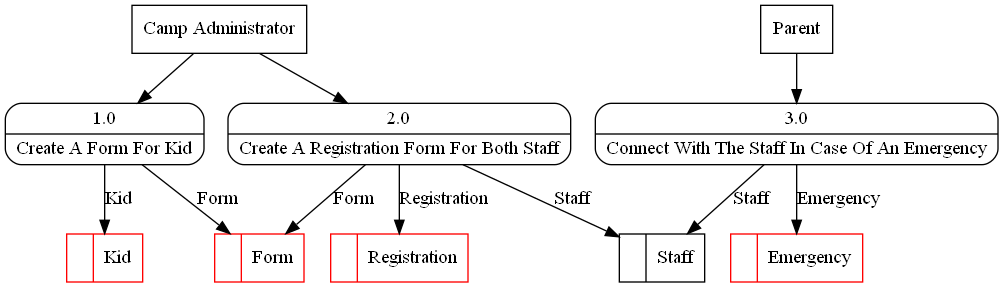 Camp Administrator
Parent
1.0
Create A Form For Kid
2.0
Create A Registration Form For Both Staff
3.0
Connect With The Staff In Case Of An Emergency
Kid
Form
Form
Registration
Staff
Staff
Emergency
Kid
Form
Registration
Staff
Emergency